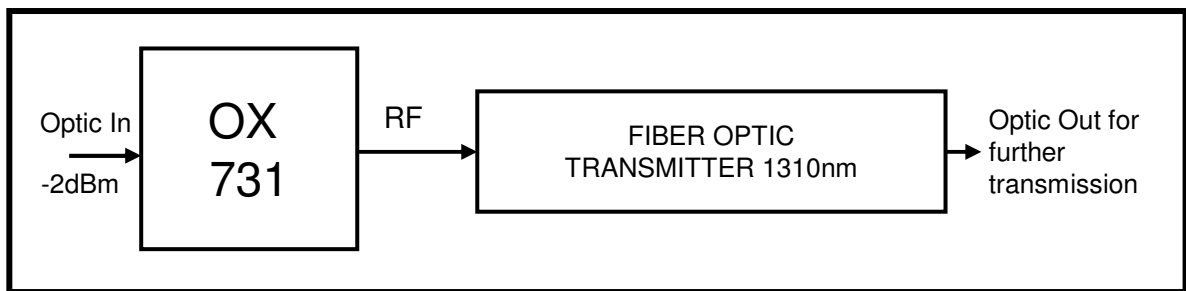 Optic In
-2dBm
OX
731
RF
FIBER OPTIC
TRANSMITTER 1310nm
Optic Out for
further
transmission